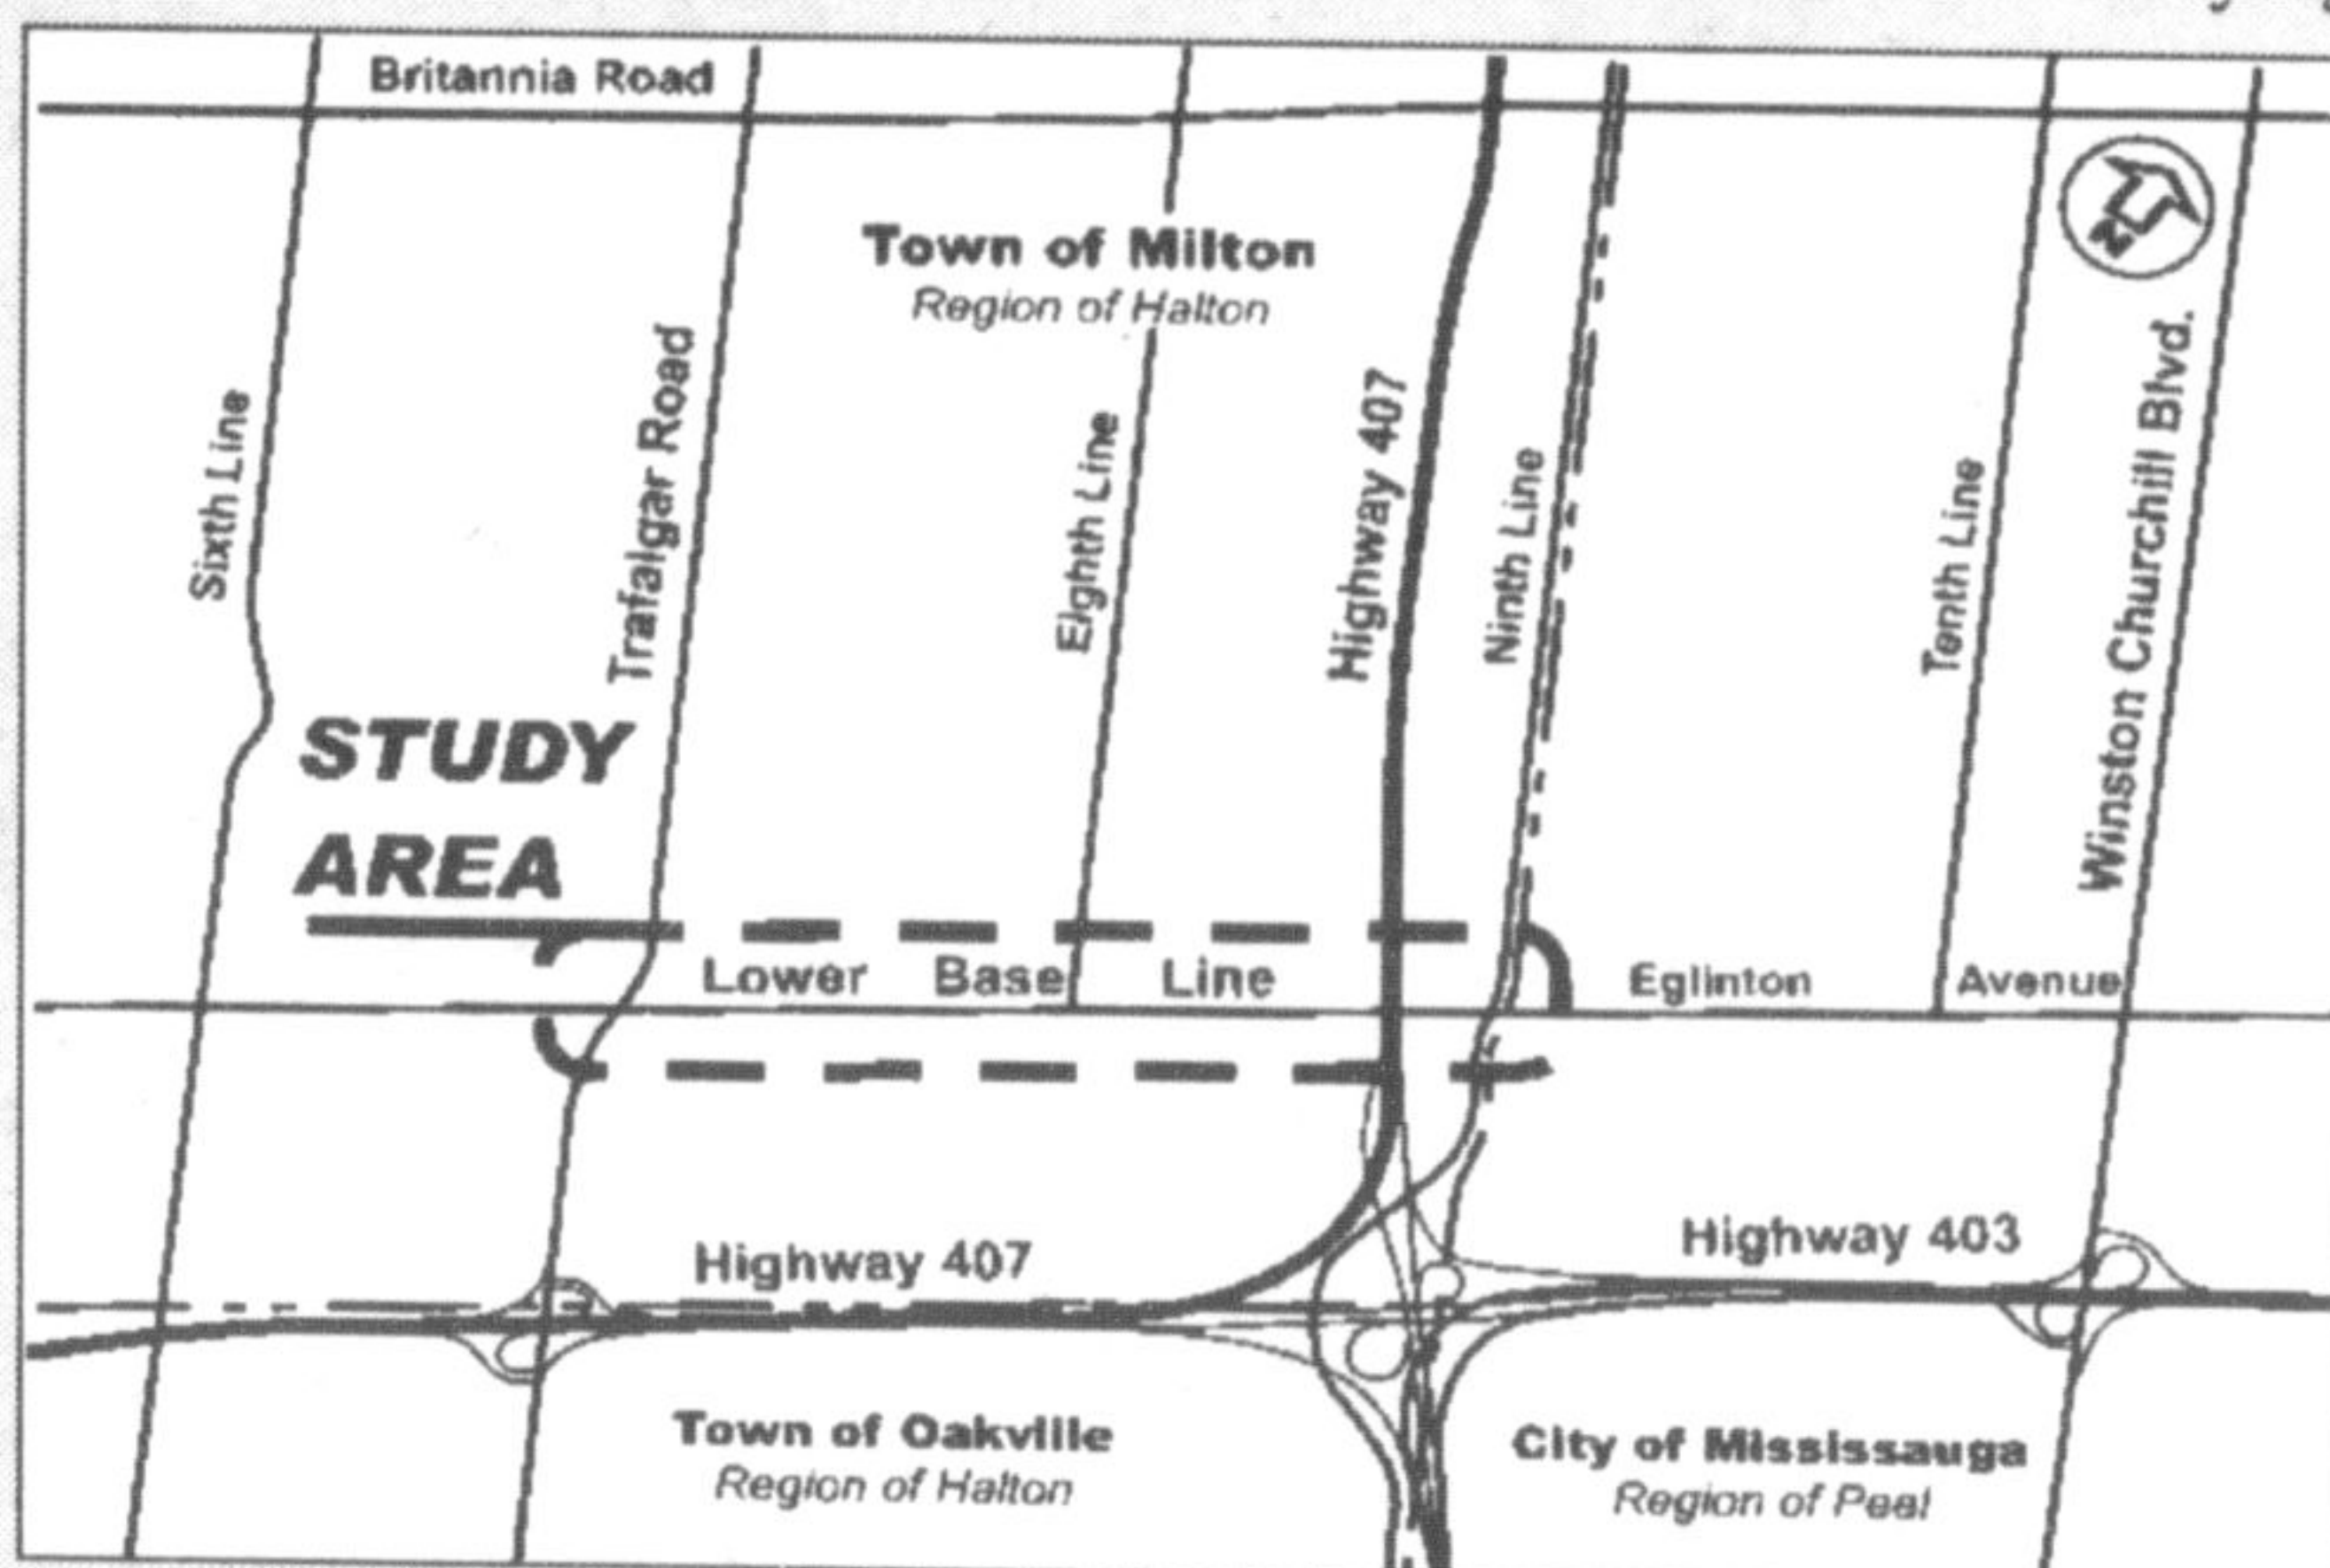 Britannia Road
Town of Milton
Region of Halton
N
Sixth Line
Trafalgar Road
Eighth Line
Highway 407
Ninth Line
Tenth Line
Winston Churchill Blvd.
STUDY
AREA
Lower Base Line
Eglinton Avenue
Highway 407
Highway 403
Town of Oakville
Region of Halton
City of Mississauga
Region of Peel